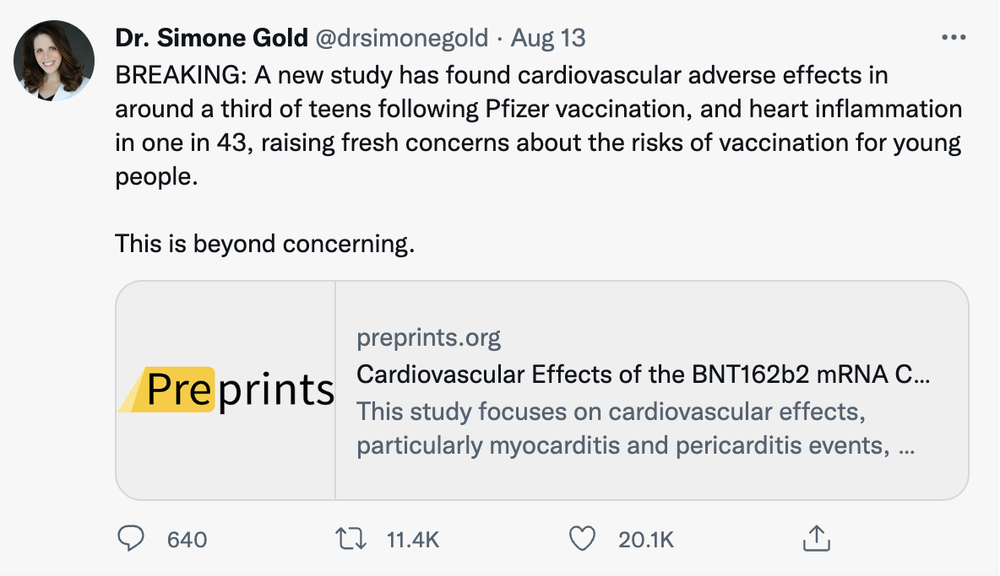 Dr. Simone Gold @drsimonegold · Aug 13
BREAKING: A new study has found cardiovascular adverse effects in
around a third of teens following Pfizer vaccination, and heart inflammation
in one in 43, raising fresh concerns about the risks of vaccination for young
people.
This is beyond concerning.
Preprints
preprints.org
Cardiovascular Effects of the BNT162b2 mRNA C...
This study focuses on cardiovascular effects,
particularly myocarditis and pericarditis events, ...
640 11.4K 20.1K